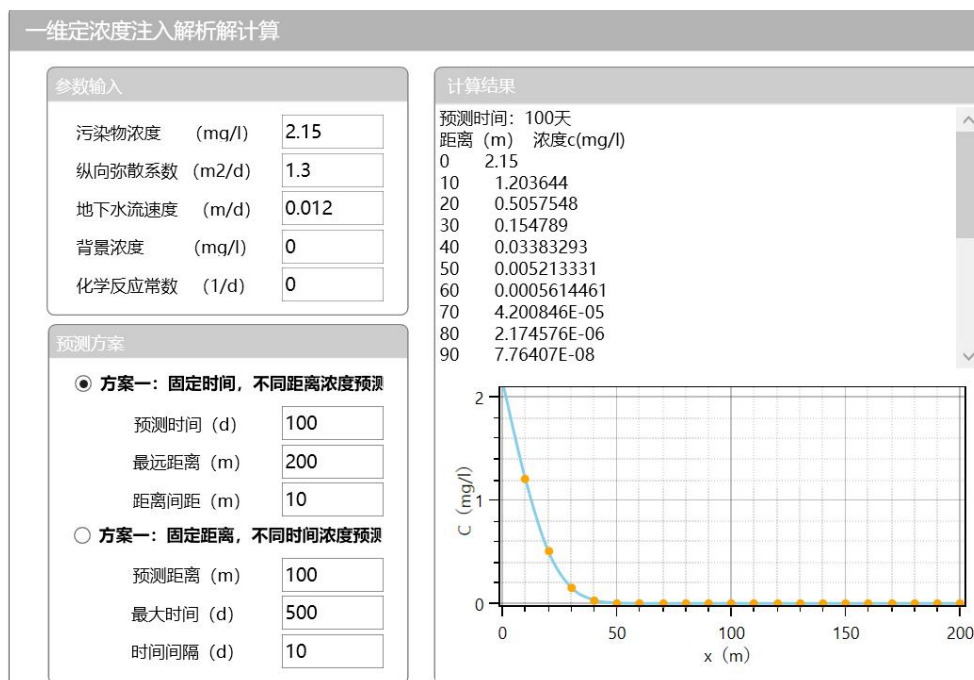 一维定浓度注入解析解计算
参数输入
污染物浓度 (mg/l) 2.15
纵向弥散系数 (m2/d) 1.3
地下水流速度 (m/d) 0.012
背景浓度 (mg/l) 0
化学反应常数 (1/d) 0
预测方案
方案一：固定时间，不同距离浓度预测
预测时间（d） 100
最远距离（m） 200
距离间距（m） 10
方案一：固定距离，不同时间浓度预测
预测距离（m） 100
最大时间（d） 500
时间间隔（d） 10
计算结果
预测时间：100天
距离（m） 浓度c(mg/l)
0 2.15
10 1.203644
20 0.5057548
30 0.154789
40 0.03383293
50 0.005213331
60 0.0005614461
70 4.200846E-05
80 2.174576E-06
90 7.76407E-08
C（mg/l）
2
1
0
0 50 100 150 200
x（m）